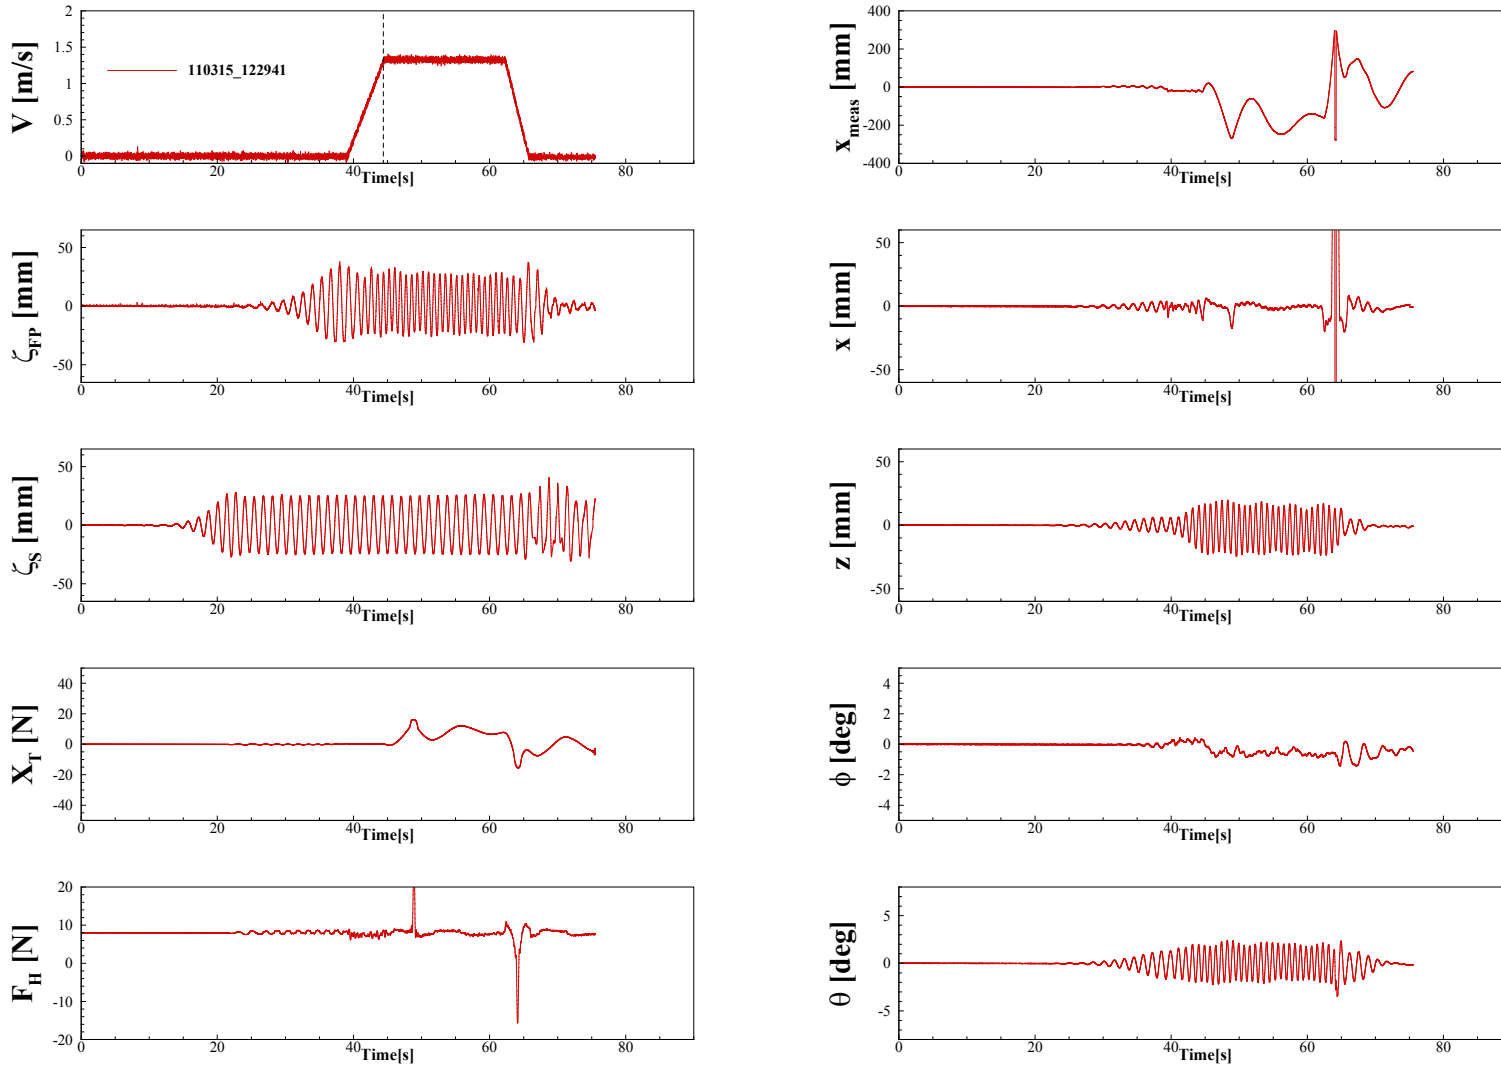 V [m/s]
2
1.5
1
0.5
0
110315_122941
0 20 40 60 80
Time[s]
x_meas [mm]
400
200
0
-200
-400
0 20 40 60 80
Time[s]
ζ_FP [mm]
50
0
-50
0 20 40 60 80
Time[s]
x [mm]
50
0
-50
0 20 40 60 80
Time[s]
ζ_S [mm]
50
0
-50
0 20 40 60 80
Time[s]
z [mm]
50
0
-50
0 20 40 60 80
Time[s]
X_T [N]
40
20
0
-20
-40
0 20 40 60 80
Time[s]
ϕ [deg]
4
2
0
-2
-4
0 20 40 60 80
Time[s]
F_H [N]
20
10
0
-10
-20
0 20 40 60 80
Time[s]
θ [deg]
5
0
-5
0 20 40 60 80
Time[s]